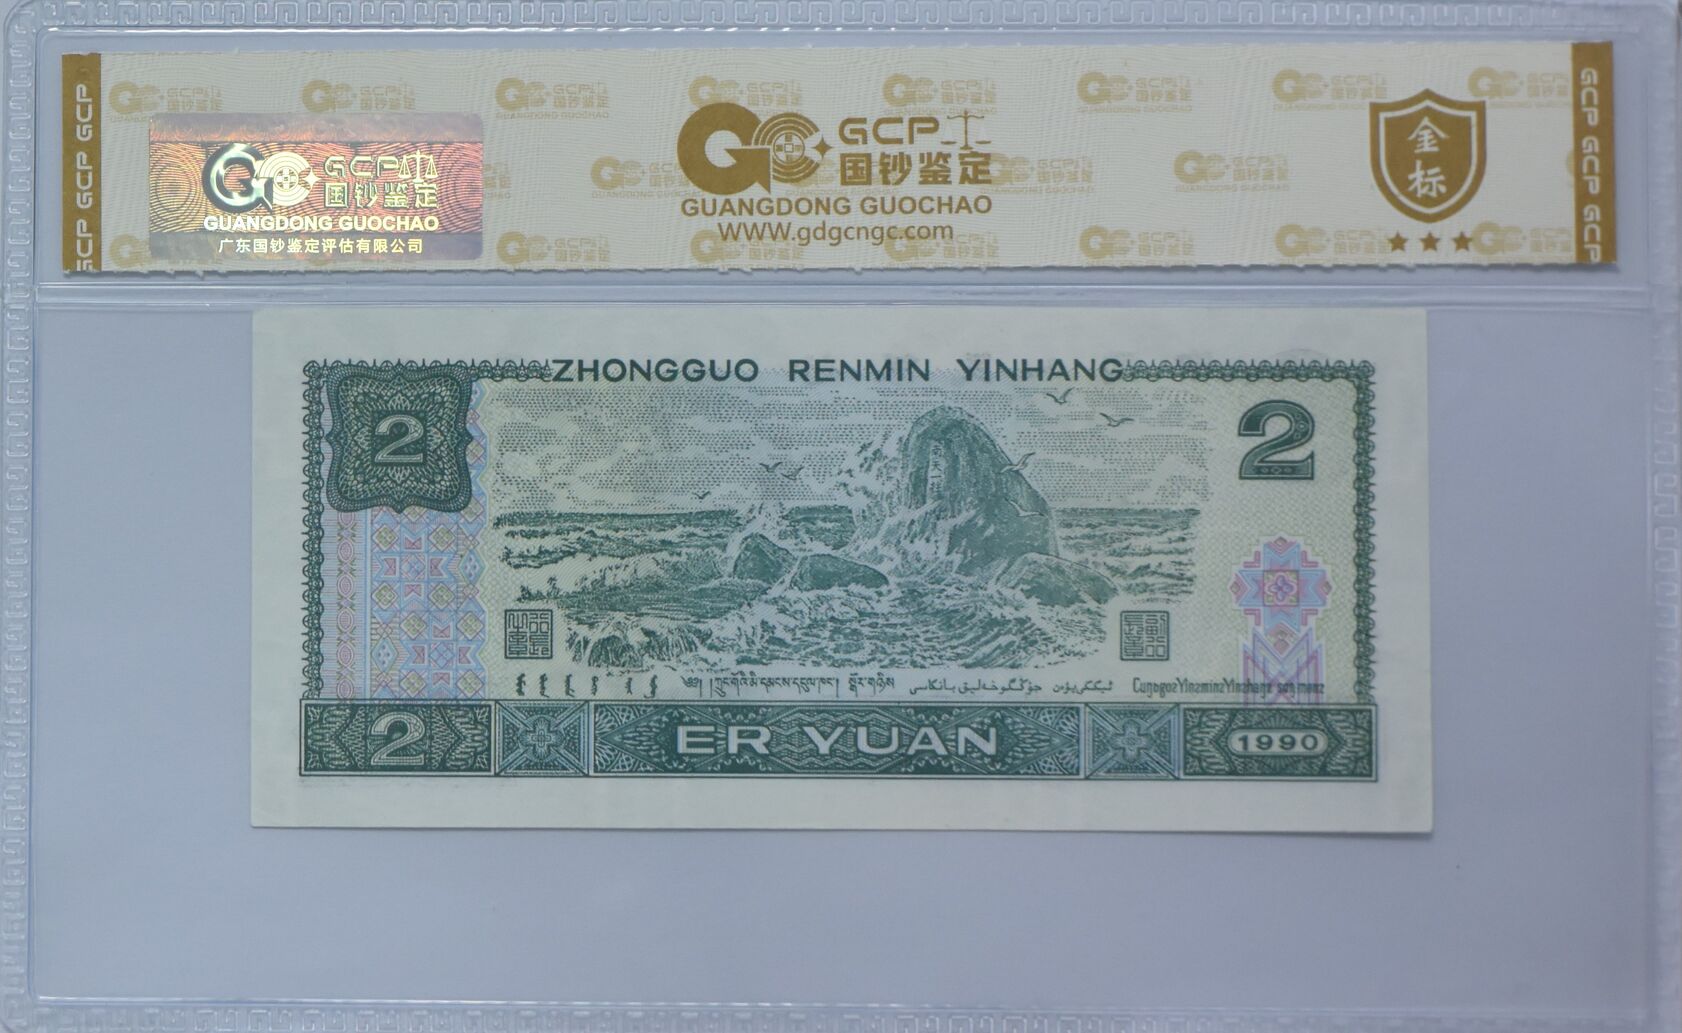 GCP GCP GCP
GCP
国钞鉴定
GUANGDONG GUOCHAO
广东国钞鉴定评估有限公司
GCP
国钞鉴定
GUANGDONG GUOCHAO
WWW.gdgcngc.com
金标
GCP GCP GCP
ZHONGGUO RENMIN YINHANG
2
2
2
ER YUAN
1990